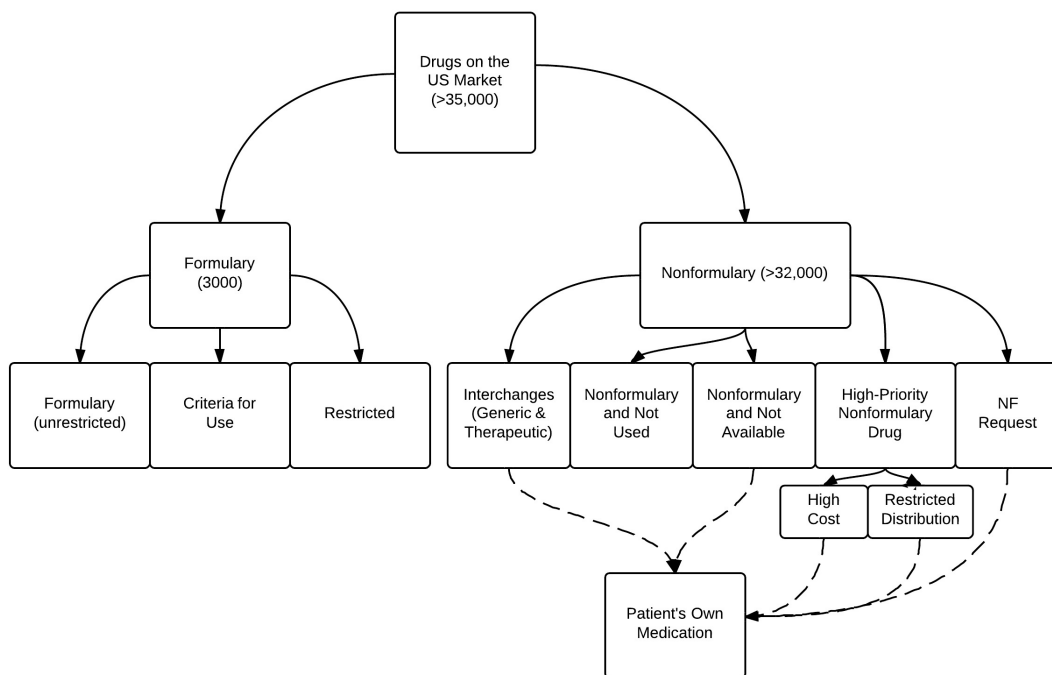 Drugs on the
US Market
(>35,000)
Formulary
(3000)
Nonformulary (>32,000)
Formulary
(unrestricted)
Criteria for
Use
Restricted
Interchanges
(Generic &
Therapeutic)
Nonformulary
and Not
Used
Nonformulary
and Not
Available
High-Priority
Nonformulary
Drug
NF
Request
High
Cost
Restricted
Distribution
Patient's Own
Medication